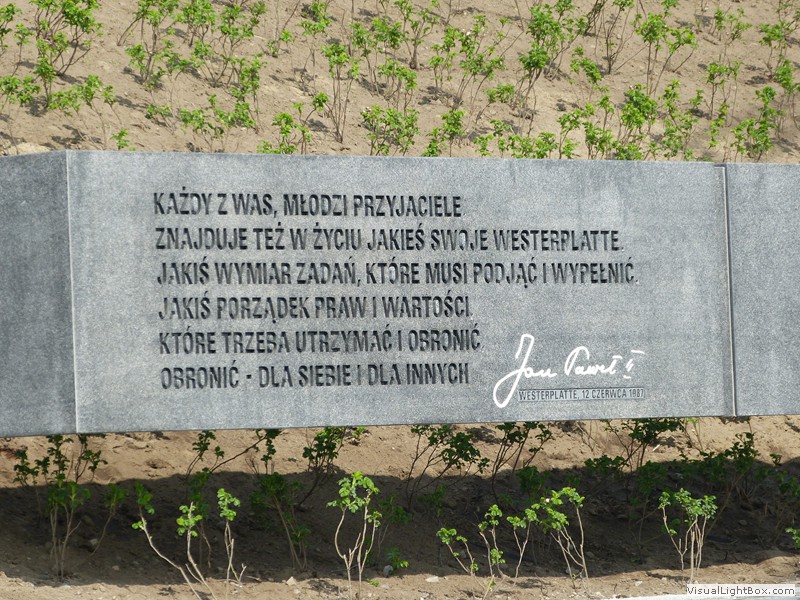 KAŻDY Z WAS, MŁODZI PRZYJACIELE
ZNAJDUJE TEŻ W ŻYCIU JAKIEŚ SWOJE WESTERPLATTE.
JAKIŚ WYMIAR ZADAŃ, KTÓRE MUSI PODJĄĆ I WYPEŁNIĆ.
JAKIŚ PORZĄDEK PRAW I WARTOŚCI,
KTÓRE TRZEBA UTRZYMAĆ I OBRONIĆ,
OBRONIĆ - DLA SIEBIE I DLA INNYCH
Jan Paweł II
WESTERPLATTE, 12 CZERWCA 1987
VisualLightBox.com